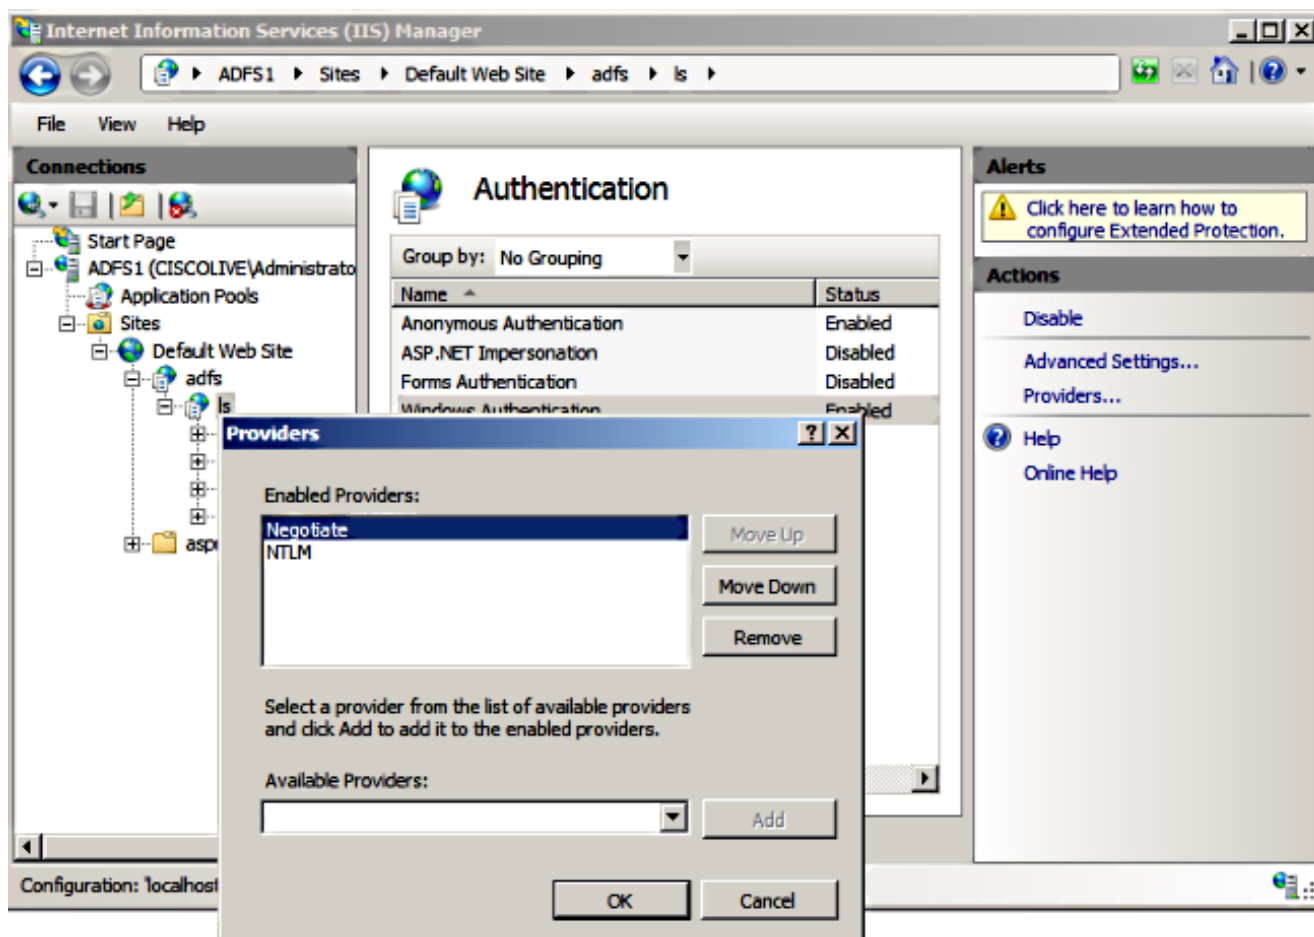 Internet Information Services (IIS) Manager
ADFS1 Sites Default Web Site adfs ls
File View Help
Connections
Start Page
ADFS1 (CISCOLIVE\Administrato
Application Pools
Sites
Default Web Site
adfs
ls
asp
Authentication
Group by: No Grouping
Name Status
Anonymous Authentication Enabled
ASP.NET Impersonation Disabled
Forms Authentication Disabled
Windows Authentication Enabled
Providers
Enabled Providers:
Negotiate
NTLM
Move Up
Move Down
Remove
Select a provider from the list of available providers
and click Add to add it to the enabled providers.
Available Providers:
Add
OK Cancel
Alerts
Click here to learn how to
configure Extended Protection.
Actions
Disable
Advanced Settings...
Providers...
Help
Online Help
Configuration: 'localhost